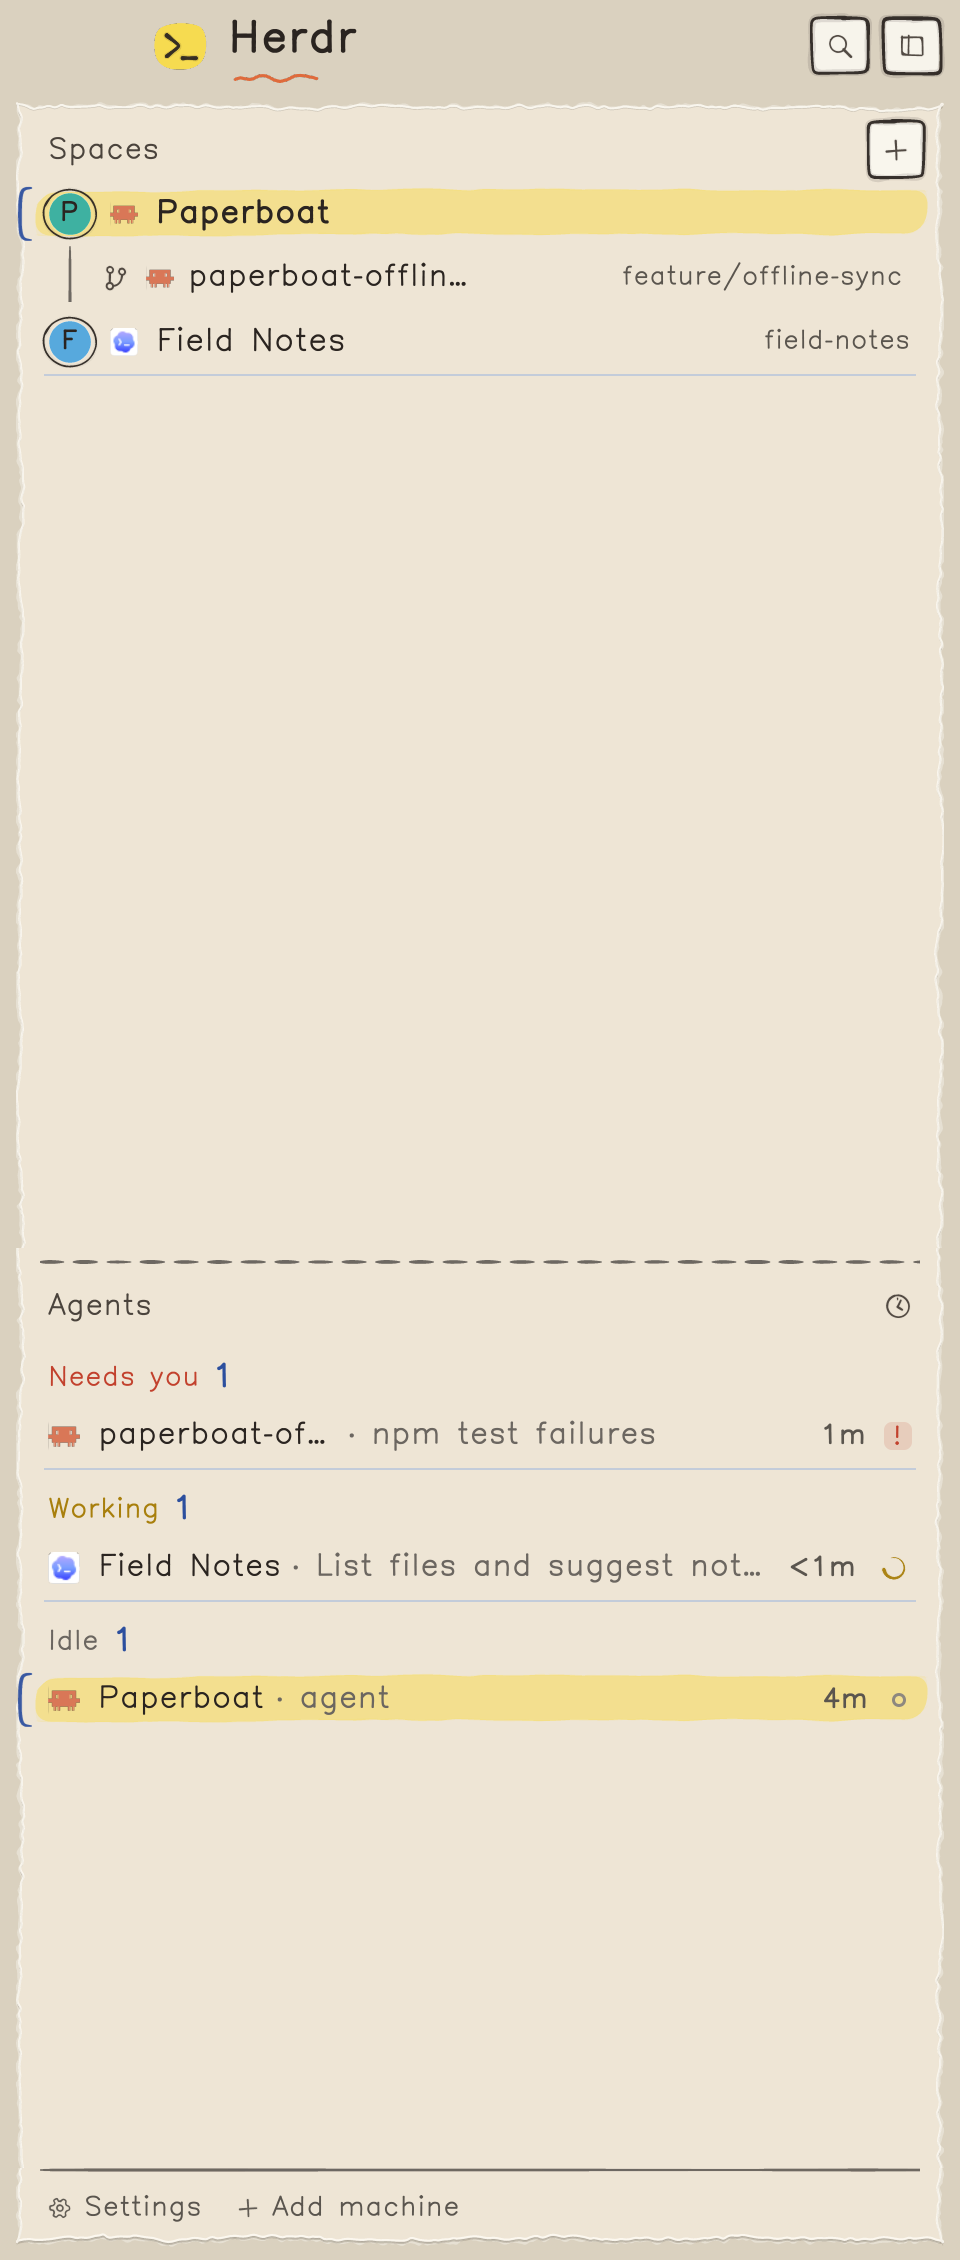 >_ Herdr
Spaces
P Paperboat
paperboat-offlin… feature/offline-sync
F Field Notes field-notes
Agents
Needs you 1
paperboat-of… · npm test failures 1m !
Working 1
Field Notes · List files and suggest not… <1m
Idle 1
Paperboat · agent 4m
Settings + Add machine